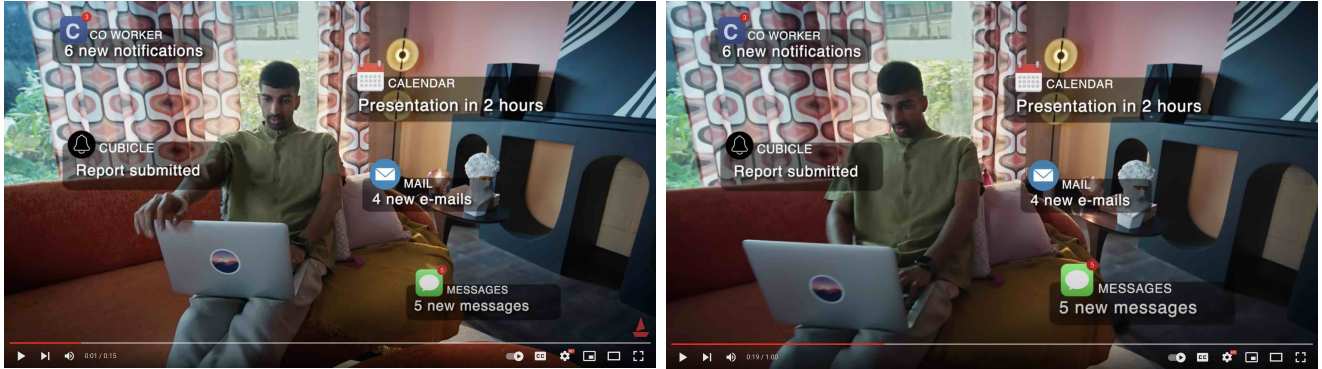 3
C
CO WORKER
6 new notifications
CALENDAR
Presentation in 2 hours
CUBICLE
Report submitted
MAIL
4 new e-mails
5
MESSAGES
5 new messages
0:01 / 0:15
CC
3
C
CO WORKER
6 new notifications
CALENDAR
Presentation in 2 hours
CUBICLE
Report submitted
MAIL
4 new e-mails
5
MESSAGES
5 new messages
0:19 / 1:00
CC